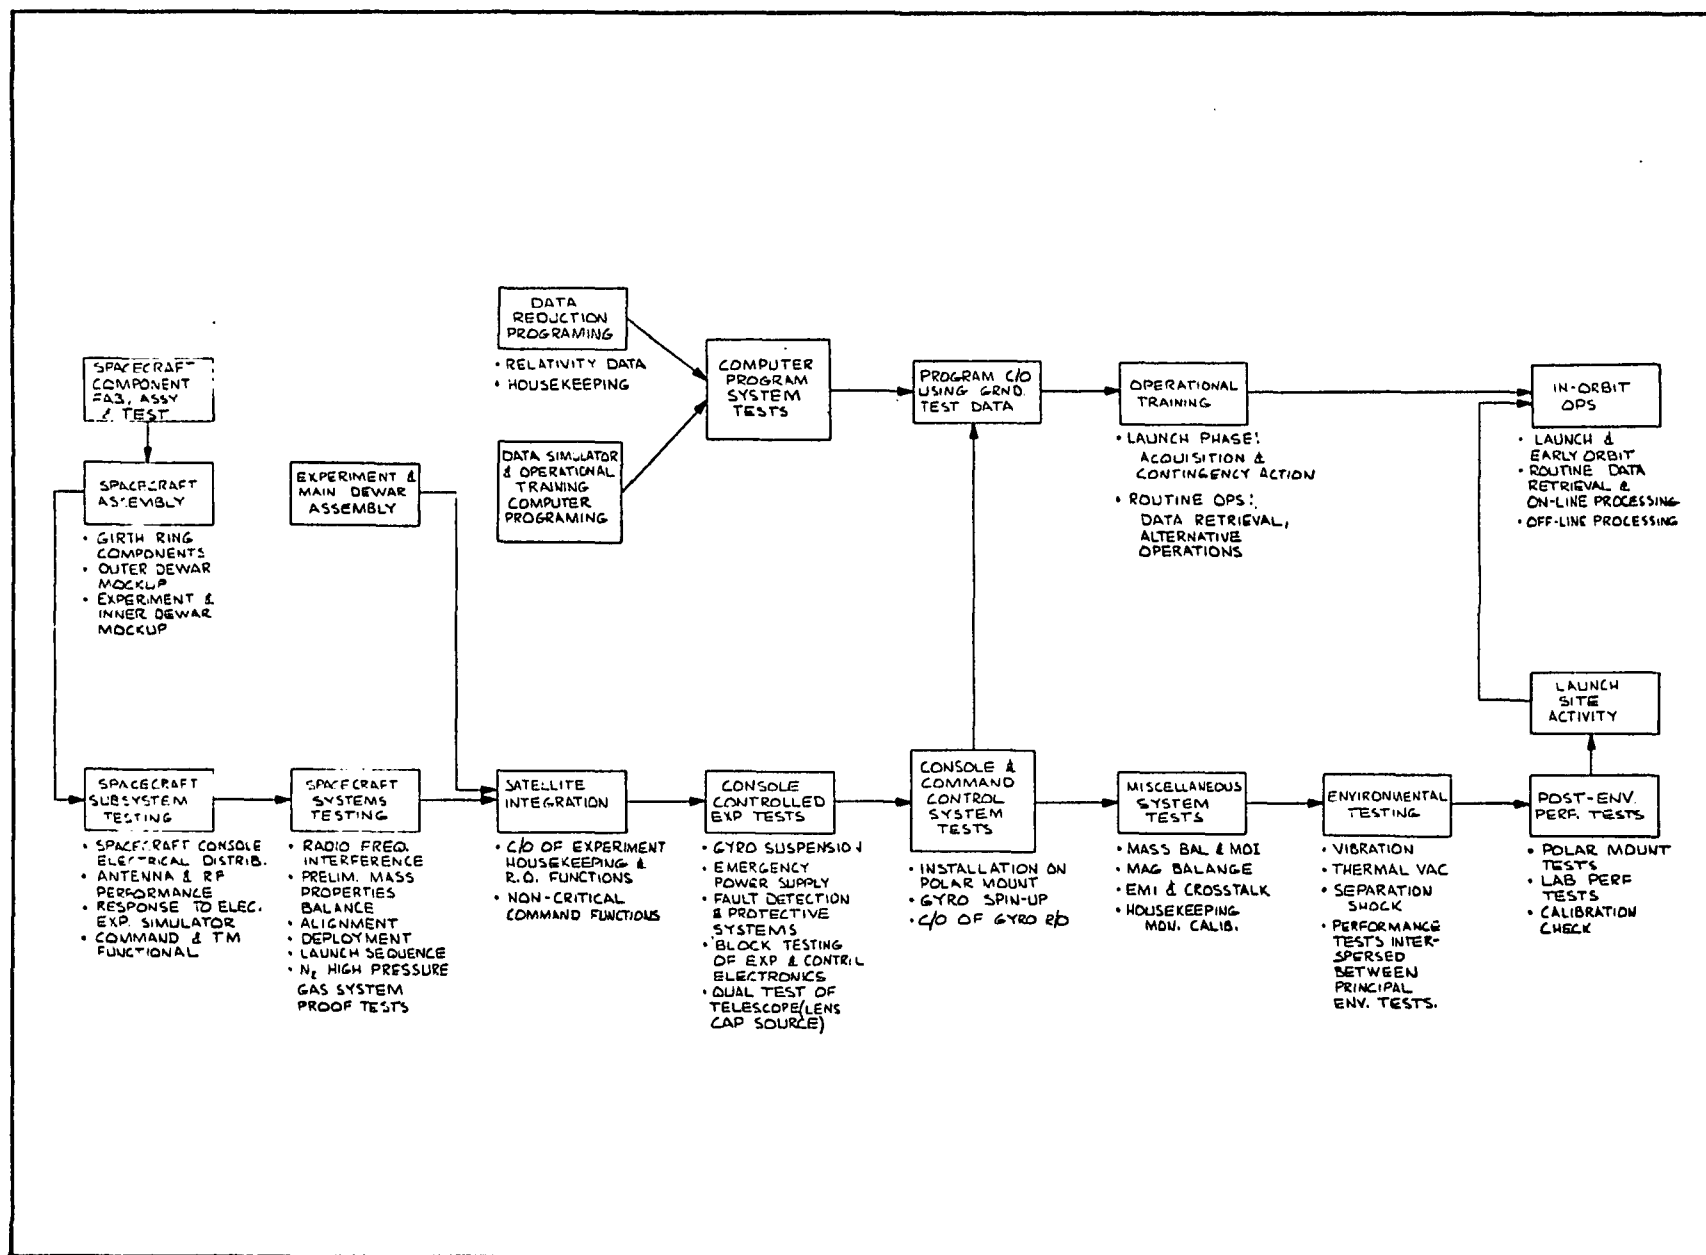 DATA
REDUCTION
PROGRAMING
• RELATIVITY DATA
• HOUSEKEEPING
SPACECRAFT
COMPONENT
FAB, ASSY
& TEST
COMPUTER
PROGRAM
SYSTEM
TESTS
PROGRAM C/O
USING GRND.
TEST DATA
OPERATIONAL
TRAINING
• LAUNCH PHASE:
ACQUISITION &
CONTINGENCY ACTION
• ROUTINE OPS:
DATA RETRIEVAL,
ALTERNATIVE
OPERATIONS
IN-ORBIT
OPS
• LAUNCH &
EARLY ORBIT
• ROUTINE DATA
RETRIEVAL &
ON-LINE PROCESSING
• OFF-LINE PROCESSING
SPACECRAFT
ASSEMBLY
• GIRTH RING
COMPONENTS
• OUTER DEWAR
MOCKUP
• EXPERIMENT &
INNER DEWAR
MOCKUP
EXPERIMENT &
MAIN DEWAR
ASSEMBLY
DATA SIMULATOR
& OPERATIONAL
TRAINING
COMPUTER
PROGRAMING
LAUNCH
SITE
ACTIVITY
SPACECRAFT
SUBSYSTEM
TESTING
• SPACECRAFT CONSOLE
ELECTRICAL DISTRIB.
• ANTENNA & RF
PERFORMANCE
• RESPONSE TO ELEC.
EXP. SIMULATOR
• COMMAND & TM
FUNCTIONAL
SPACECRAFT
SYSTEMS
TESTING
• RADIO FREQ.
INTERFERENCE
• PRELIM. MASS
PROPERTIES
BALANCE
• ALIGNMENT
• DEPLOYMENT
• LAUNCH SEQUENCE
• N₂ HIGH PRESSURE
GAS SYSTEM
PROOF TESTS
SATELLITE
INTEGRATION
• C/O OF EXPERIMENT
HOUSEKEEPING &
R.O. FUNCTIONS
• NON-CRITICAL
COMMAND FUNCTIONS
CONSOLE
CONTROLLED
EXP TESTS
• GYRO SUSPENSION
• EMERGENCY
POWER SUPPLY
• FAULT DETECTION
& PROTECTIVE
SYSTEMS
• BLOCK TESTING
OF EXP & CONTRL
ELECTRONICS
• DUAL TEST OF
TELESCOPE (LENS
CAP SOURCE)
CONSOLE &
COMMAND
CONTROL
SYSTEM
TESTS
• INSTALLATION ON
POLAR MOUNT
• GYRO SPIN-UP
• C/O OF GYRO R/O
MISCELLANEOUS
SYSTEM
TESTS
• MASS BAL & MOI
• MAG BALANGE
• EMI & CROSSTALK
• HOUSEKEEPING
MON. CALIB.
ENVIRONMENTAL
TESTING
• VIBRATION
• THERMAL VAC
• SEPARATION
SHOCK
• PERFORMANCE
TESTS INTER-
SPERSED
BETWEEN
PRINCIPAL
ENV. TESTS.
POST-ENV.
PERF. TESTS
• POLAR MOUNT
TESTS
• LAB PERF
TESTS
• CALIBRATION
CHECK